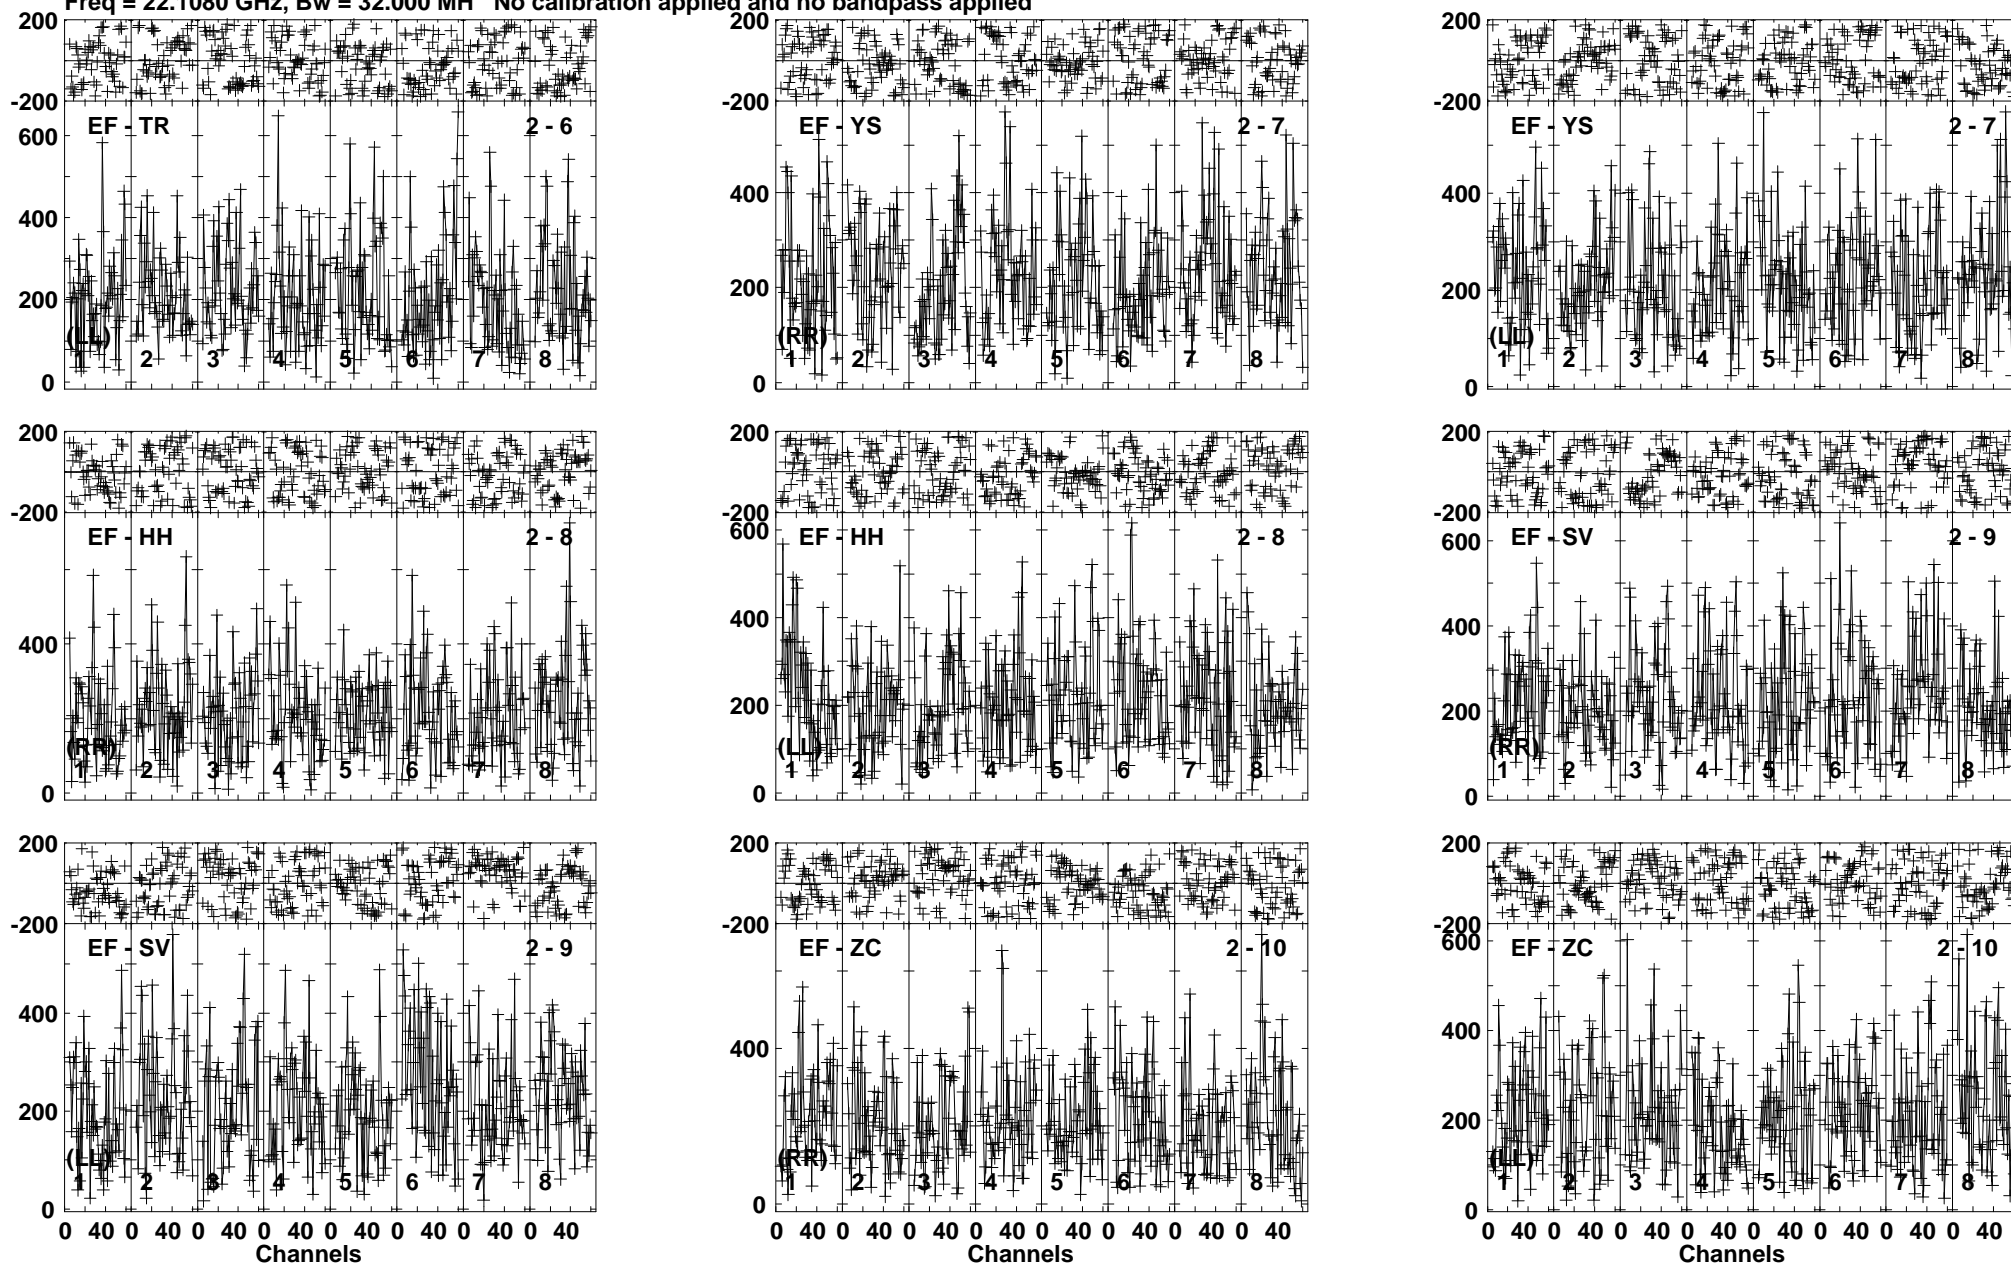 Freq = 22.1080 GHz, Bw = 32.000 MH   No calibration applied and no bandpass applied
200 200 200
-200 -200 -200
EF - TR 2 - 6 EF - YS 2 - 7 EF - YS 2 - 7
600
400 400 400
200 200 200
(LL) (RR) (LL)
1 2 3 4 5 6 7 8 1 2 3 4 5 6 7 8 1 2 3 4 5 6 7 8
0 0 0
200 200 200
-200 -200 -200
EF - HH 2 - 8 EF - HH 2 - 8 EF - SV 2 - 9
600 600
400 400 400
200 200
(RR) (LL) (RR)
1 2 3 4 5 6 7 8 1 2 3 4 5 6 7 8 1 2 3 4 5 6 7 8
0 0 0
200 200 200
-200 -200 -200
EF - SV 2 - 9 EF - ZC 2 - 10 EF - ZC 2 - 10
600
400 400 400
200 200
(LL) (RR) (LL)
1 2 3 4 5 6 7 8 1 2 3 4 5 6 7 8 1 2 3 4 5 6 7 8
0 0 0
0 40 0 40 0 40 0 40 0 40 0 40 0 40 0 40 0 40 0 40 0 40 0 40 0 40 0 40 0 40 0 40 0 40 0 40 0 40 0 40 0 40 0 40 0 40 0 40
Channels Channels Channels